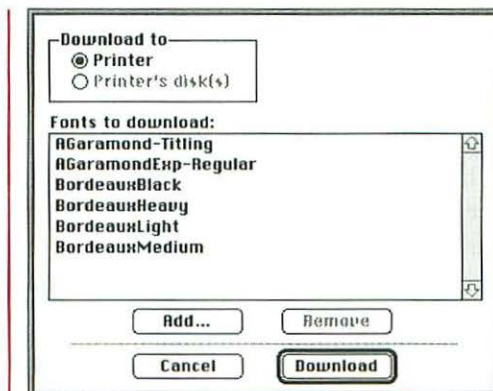 Download to
Printer
Printer's disk(s)
Fonts to download:
AGaramond-Titling
AGaramondExp-Regular
BordeauxBlack
BordeauxHeavy
BordeauxLight
BordeauxMedium
Add... Remove
Cancel Download